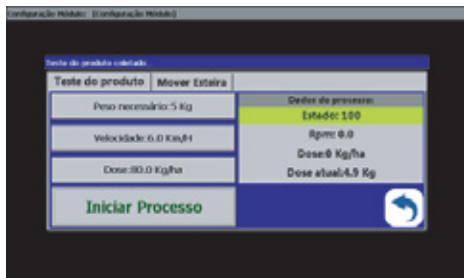 Configuração Módulo: [Configuração Módulo]
Teste do produto coletado.
Teste do produto
Mover Esteira
Peso necessário:5 Kg
Velocidade:6.0 Km/H
Dose:80.0 Kg/ha
Iniciar Processo
Dados do processo:
Estado: 100
Rpm: 0.0
Dose:0 Kg/ha
Dose atual:4.9 Kg